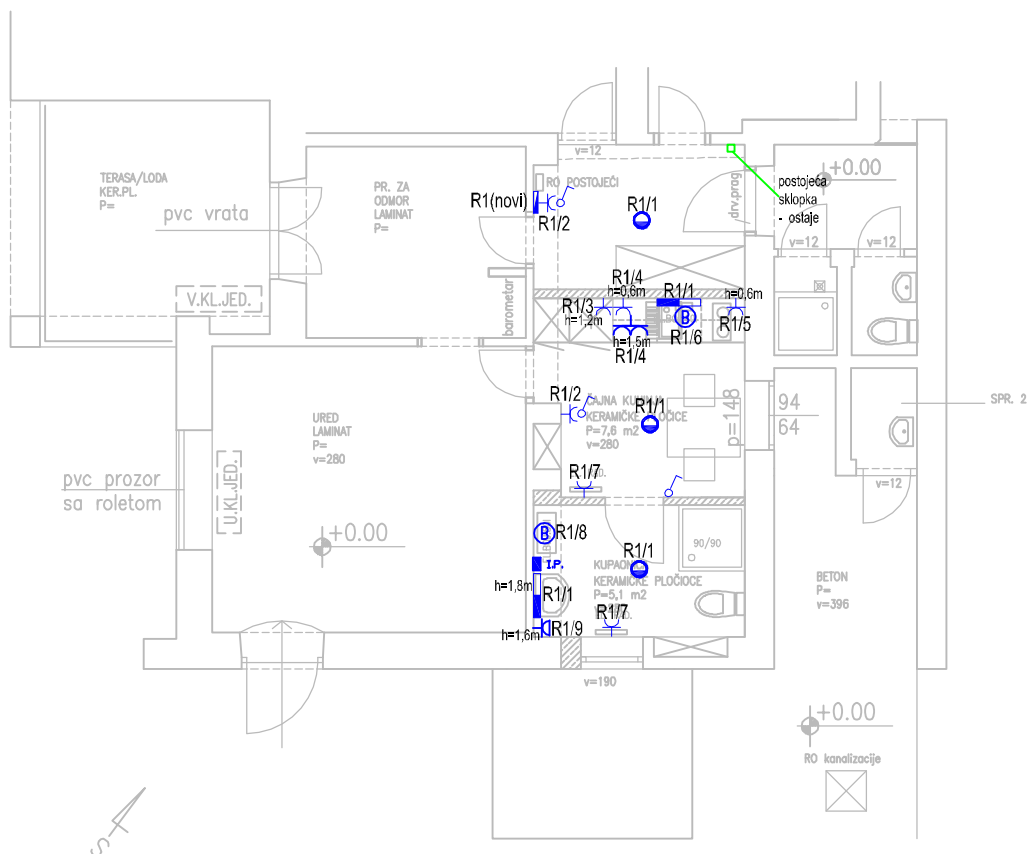 v=12
TERASA/LOĐA
KER.PL.
P=
pvc vrata
V.KL.JED.
PR. ZA
ODMOR
LAMINAT
P=
barometar
RO POSTOJEĆI
R1(novi)
R1/2
R1/1
drv.prag
postojeća
sklopka
- ostaje
+0.00
v=12
v=12
R1/4
h=0,6m
R1/3
h=1,2m
R1/1
h=0,6m
R1/5
h=1,5m
R1/4
B
R1/6
R1/2
R1/1
KERAMIČKE PLOČICE
P=7,6 m2
v=280
p=148
94
64
SPR. 2
URED
LAMINAT
P=
v=280
pvc prozor
sa roletom
U.KL.JED.
+0.00
R1/7
v=12
B
R1/8
I.P.
R1/1
90/90
h=1,8m
R1/1
KERAMIČKE PLOČIOCE
P=5,1 m2
R1/7
h=1,6m
R1/9
BETON
P=
v=396
v=190
+0.00
RO kanalizacije
S